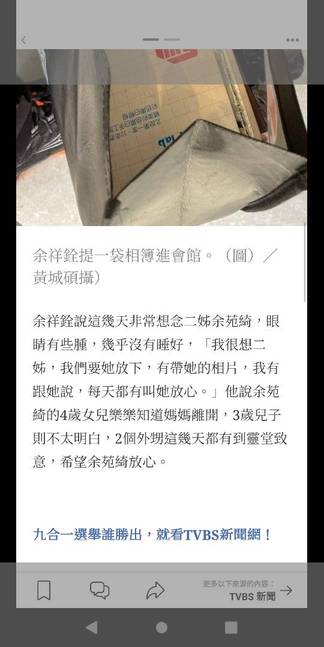 余祥銓提一袋相簿進會館。（圖）／
黃城碩攝）
余祥銓說這幾天非常想念二姊余苑綺，眼
睛有些腫，幾乎沒有睡好，「我很想二
姊，我們要她放下，有帶她的相片，我有
跟她說，每天都有叫她放心。」他說余苑
綺的4歲女兒樂樂知道媽媽離開，3歲兒子
則不太明白，2個外甥這幾天都有到靈堂致
意，希望余苑綺放心。
九合一選舉誰勝出，就看TVBS新聞網！
更多以下來源的內容：
TVBS 新聞